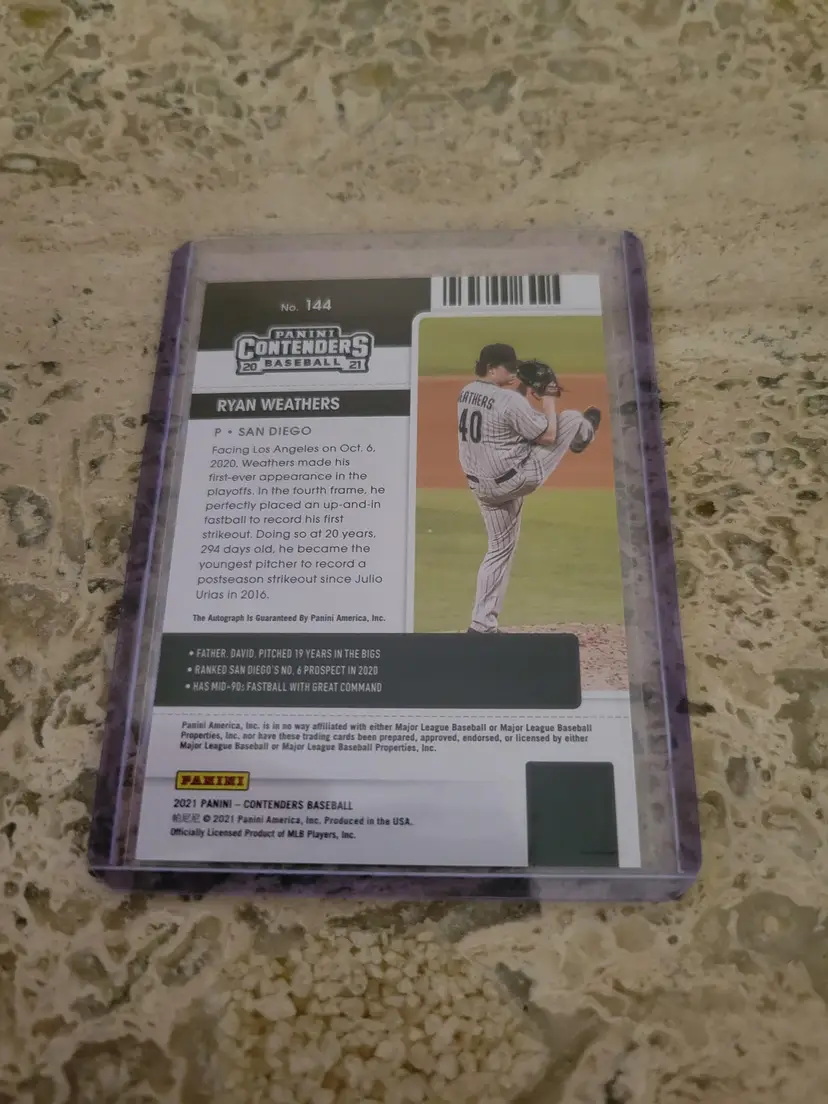 No. 144
PANINI
CONTENDERS
BASEBALL
20 21
RYAN WEATHERS
P • SAN DIEGO
Facing Los Angeles on Oct. 6,
2020, Weathers made his
first-ever appearance in the
playoffs. In the fourth frame, he
perfectly placed an up-and-in
fastball to record his first
strikeout. Doing so at 20 years,
294 days old, he became the
youngest pitcher to record a
postseason strikeout since Julio
Urias in 2016.
The Autograph Is Guaranteed By Panini America, Inc.
EATHERS
40
• FATHER, DAVID, PITCHED 19 YEARS IN THE BIGS
• RANKED SAN DIEGO'S NO. 6 PROSPECT IN 2020
• HAS MID-90s FASTBALL WITH GREAT COMMAND
Panini America, Inc. is in no way affiliated with either Major League Baseball or Major League Baseball
Properties, Inc. nor have these trading cards been prepared, approved, endorsed, or licensed by either
Major League Baseball or Major League Baseball Properties, Inc.
PANINI
2021 PANINI – CONTENDERS BASEBALL
帕尼尼 © 2021 Panini America, Inc. Produced in the USA.
Officially Licensed Product of MLB Players, Inc.